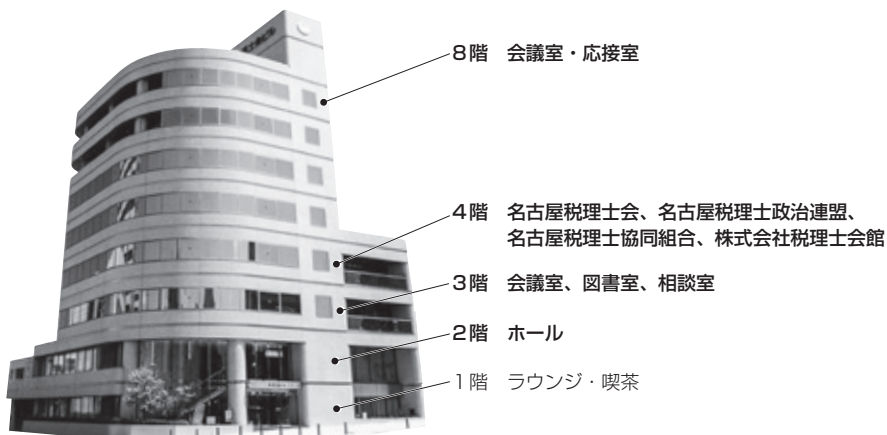 8階 会議室・応接室
4階 名古屋税理士会、名古屋税理士政治連盟、
名古屋税理士協同組合、株式会社税理士会館
3階 会議室、図書室、相談室
2階 ホール
1階 ラウンジ・喫茶